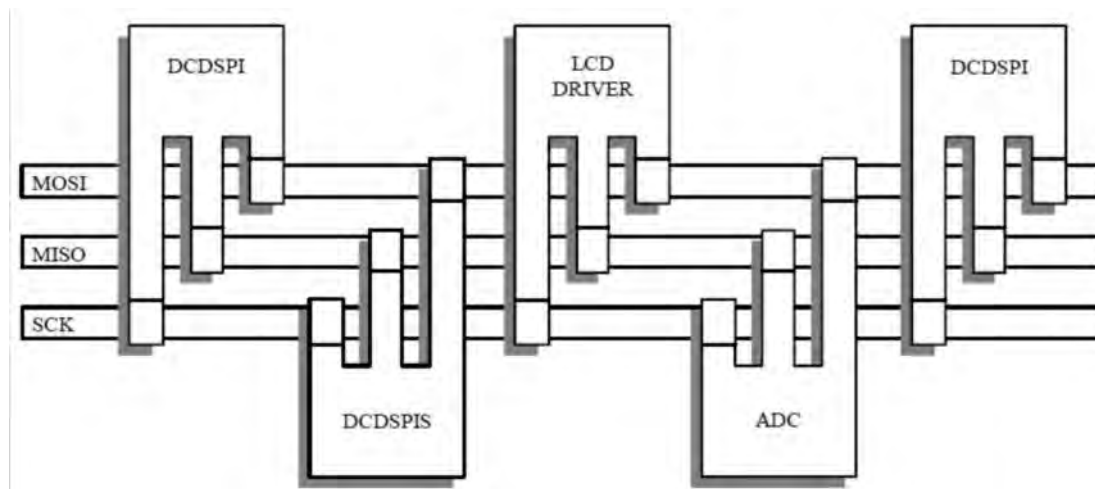 DCDSPI
LCD
DRIVER
DCDSPI
MOSI
MISO
SCK
DCDSPIS
ADC